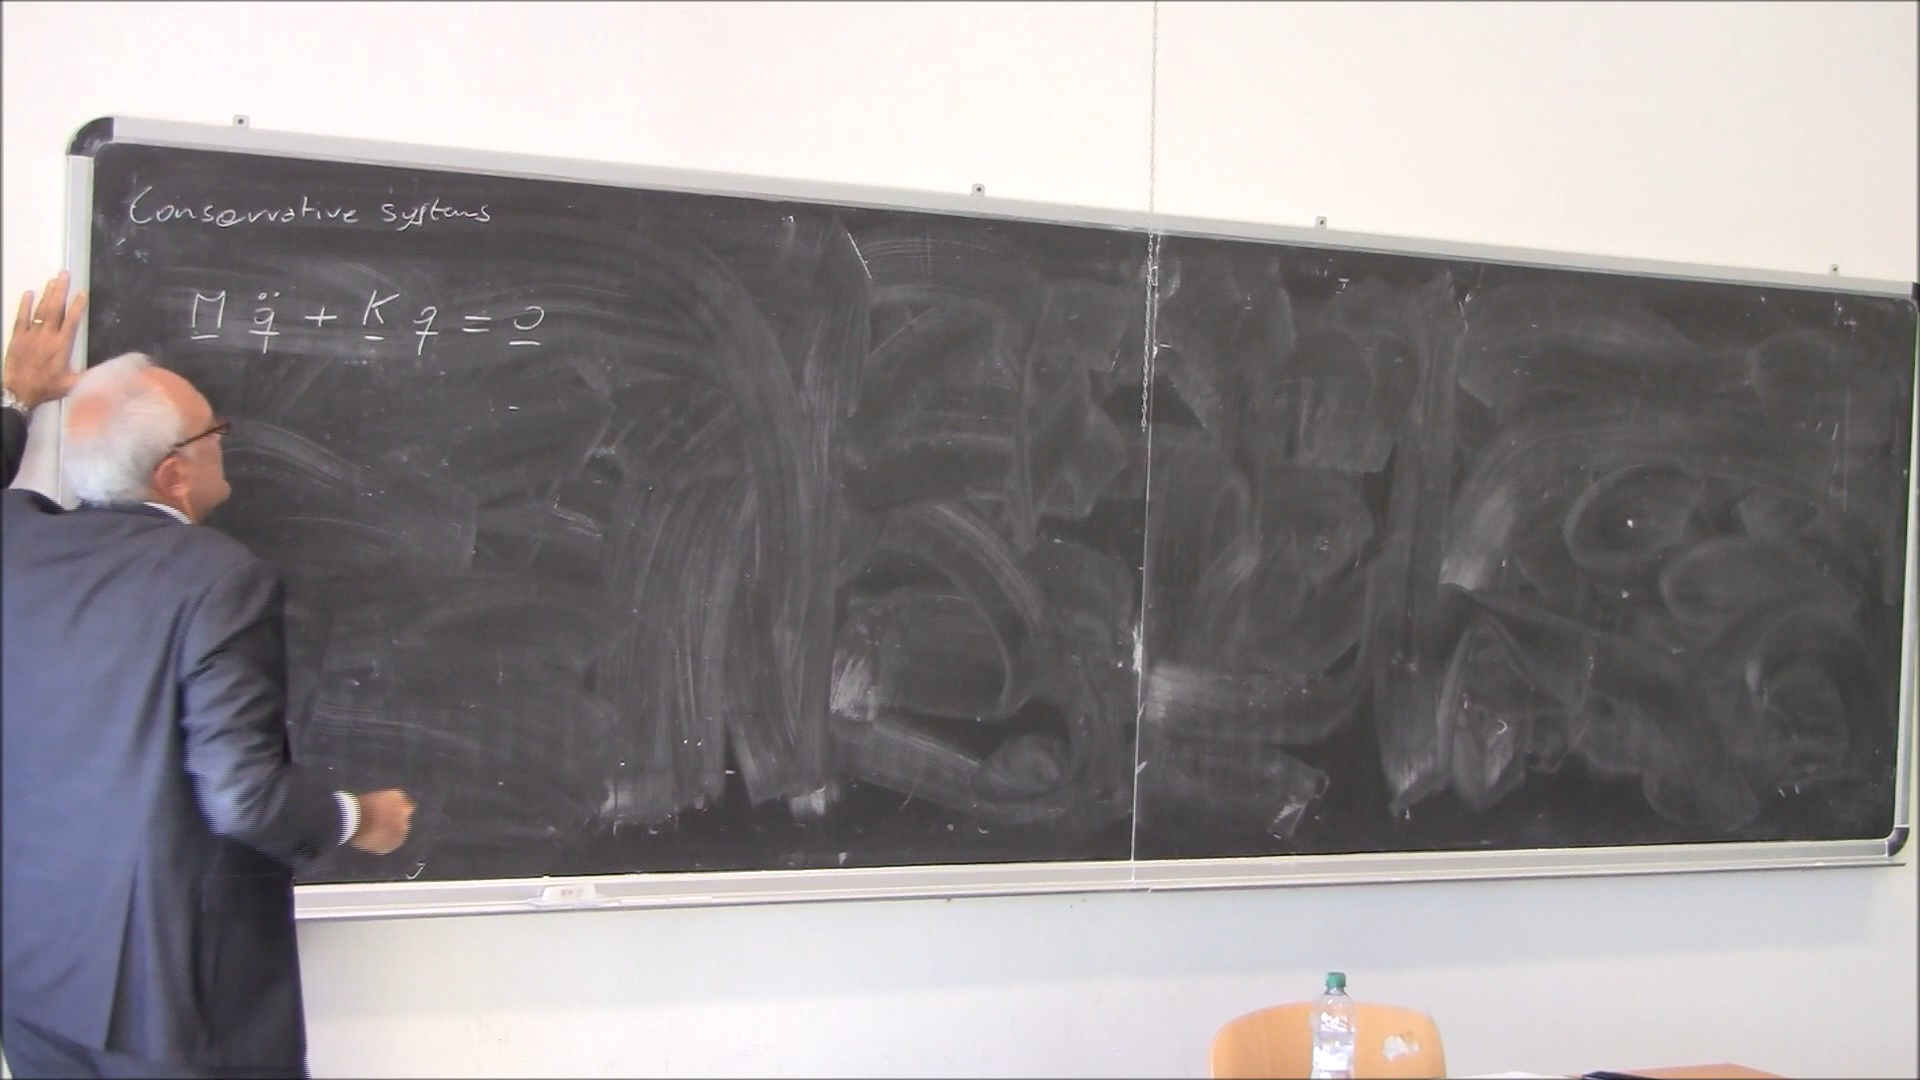 Conservative systems
M q̈ + K q = 0